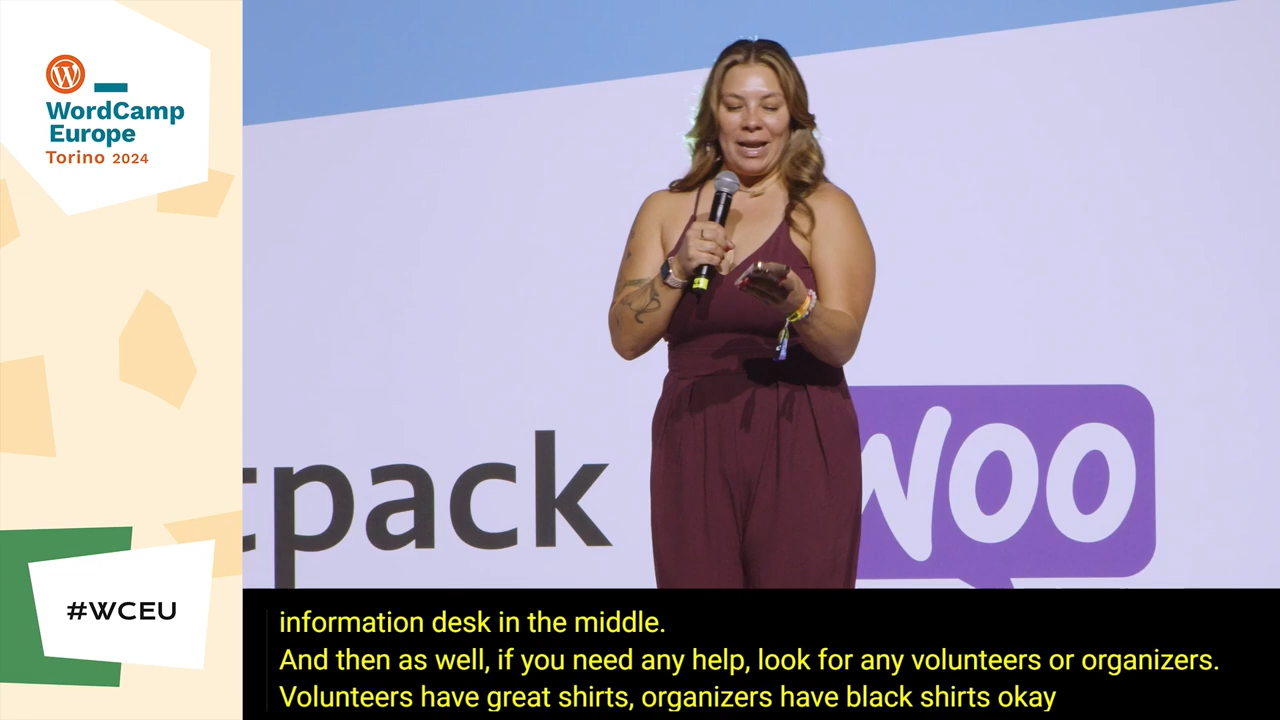 WordCamp
Europe
Torino 2024
#WCEU
tpack
WOO
information desk in the middle.
And then as well, if you need any help, look for any volunteers or organizers.
Volunteers have great shirts, organizers have black shirts okay